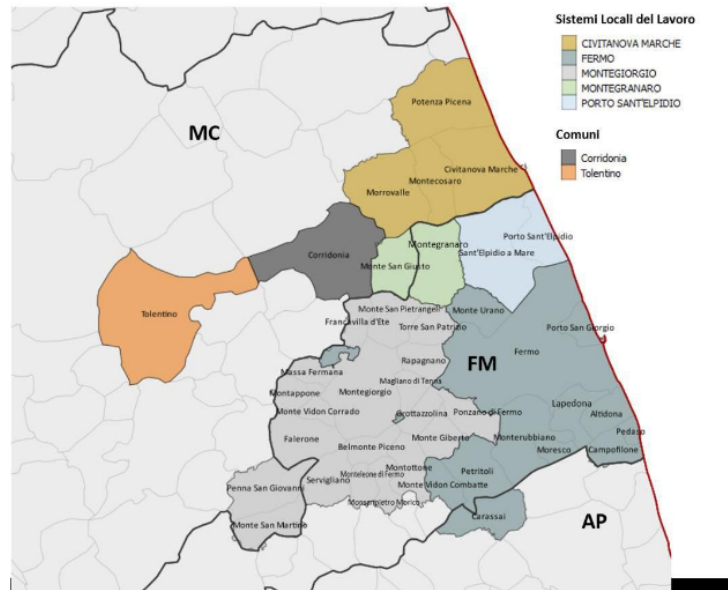 Sistemi Locali del Lavoro
CIVITANOVA MARCHE
FERMO
MONTEGIORGIO
MONTEGRANARO
PORTO SANT'ELPIDIO
Comuni
Corridonia
Tolentino
Potenza Picena
MC
Civitanova Marche
Montecosaro
Morrovalle
Porto Sant'Elpidio
Montegranaro
Sant'Elpidio a Mare
Corridonia
Monte San Giusto
Tolentino
Monte San Pietrangeli
Monte Urano
Francavilla d'Ete
Torre San Patrizio
Porto San Giorgio
Fermo
Rapagnano
FM
Massa Fermana
Magliano di Tenna
Montappone
Montegiorgio
Lapedona
Monte Vidon Corrado
Grottazzolina
Ponzano di Fermo
Altidona
Falerone
Monte Giberto
Monterubbiano
Pedaso
Belmonte Piceno
Moresco
Campofilone
Montottone
Petritoli
Monteleone di Fermo
Penna San Giovanni
Servigliano
Monte Vidon Combatte
Monsampietro Morico
Monte San Martino
Carassai
AP